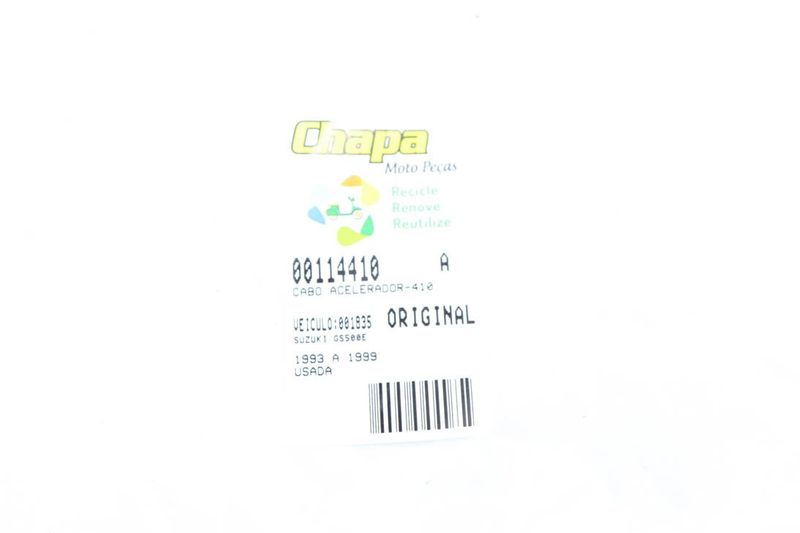 Chapa
Moto Peças
Recicle
Renove
Reutilize
00114410 A
CABO ACELERADOR-410
VEICULO:001835 ORIGINAL
SUZUKI GS500E
1993 A 1999
USADA